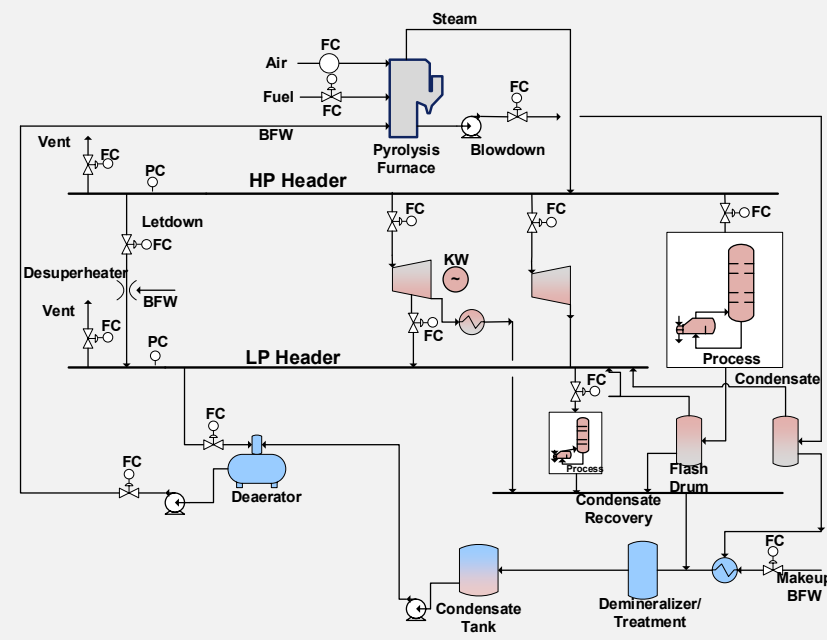 Steam
FC
Air
Fuel
FC
FC
BFW
Pyrolysis
Furnace
Blowdown
Vent
FC
PC
HP Header
Letdown
FC
FC
FC
FC
Desuperheater
BFW
KW
~
Vent
FC
PC
FC
LP Header
Process
Condensate
FC
FC
Process
Flash
Drum
FC
Deaerator
Condensate
Recovery
FC
Makeup
BFW
Condensate
Tank
Demineralizer/
Treatment